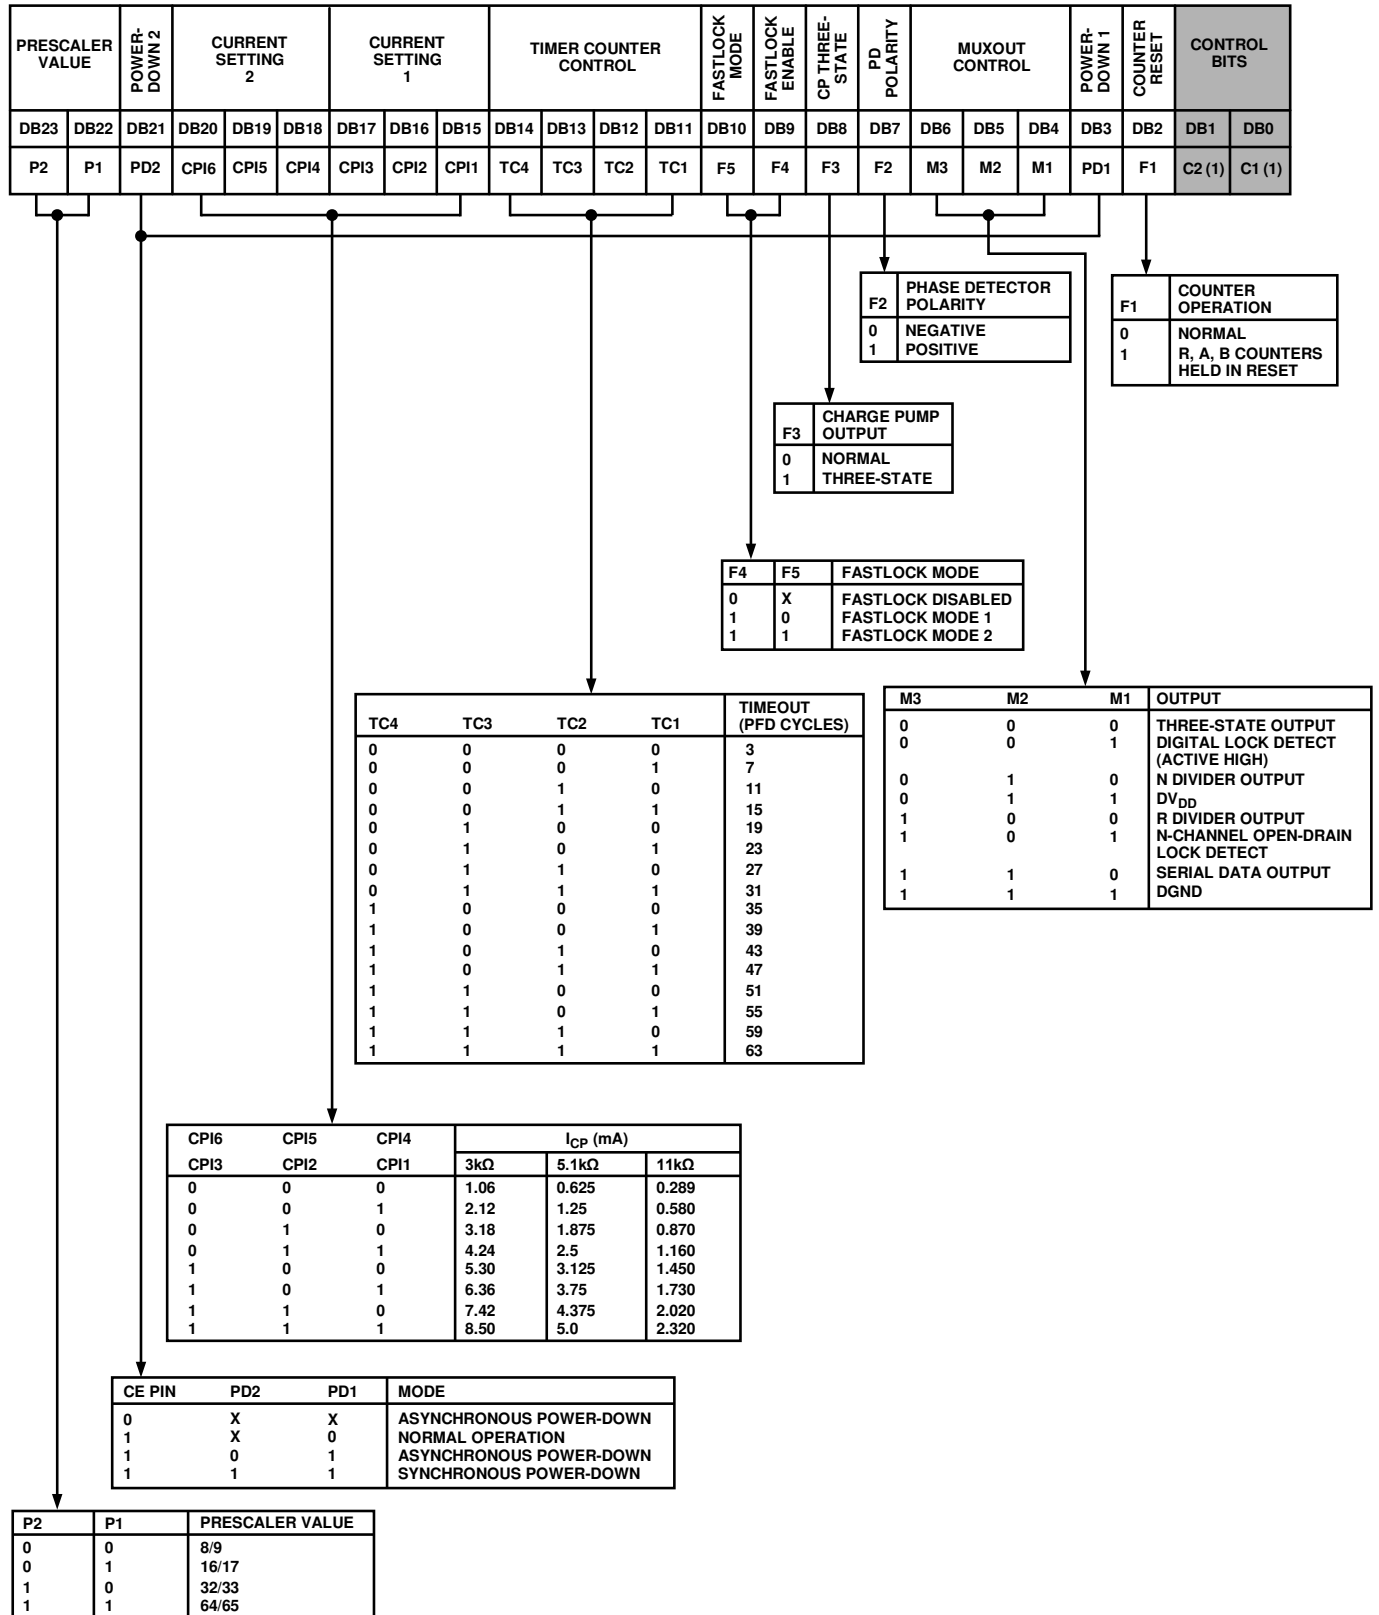 PRESCALER VALUE POWER-DOWN 2 CURRENT SETTING 2 CURRENT SETTING 1 TIMER COUNTER CONTROL FASTLOCK MODE FASTLOCK ENABLE CP THREE-STATE PD POLARITY MUXOUT CONTROL POWER-DOWN 1 COUNTER RESET CONTROL BITS
DB23 DB22 DB21 DB20 DB19 DB18 DB17 DB16 DB15 DB14 DB13 DB12 DB11 DB10 DB9 DB8 DB7 DB6 DB5 DB4 DB3 DB2 DB1 DB0
P2 P1 PD2 CPI6 CPI5 CPI4 CPI3 CPI2 CPI1 TC4 TC3 TC2 TC1 F5 F4 F3 F2 M3 M2 M1 PD1 F1 C2 (1) C1 (1)
F2 PHASE DETECTOR POLARITY
0 NEGATIVE
1 POSITIVE
F1 COUNTER OPERATION
0 NORMAL
1 R, A, B COUNTERS
HELD IN RESET
F3 CHARGE PUMP OUTPUT
0 NORMAL
1 THREE-STATE
F4 F5 FASTLOCK MODE
0 X FASTLOCK DISABLED
1 0 FASTLOCK MODE 1
1 1 FASTLOCK MODE 2
TC4 TC3 TC2 TC1 TIMEOUT (PFD CYCLES)
0 0 0 0 3
0 0 0 1 7
0 0 1 0 11
0 0 1 1 15
0 1 0 0 19
0 1 0 1 23
0 1 1 0 27
0 1 1 1 31
1 0 0 0 35
1 0 0 1 39
1 0 1 0 43
1 0 1 1 47
1 1 0 0 51
1 1 0 1 55
1 1 1 0 59
1 1 1 1 63
M3 M2 M1 OUTPUT
0 0 0 THREE-STATE OUTPUT
0 0 1 DIGITAL LOCK DETECT
(ACTIVE HIGH)
0 1 0 N DIVIDER OUTPUT
0 1 1 DVDD
1 0 0 R DIVIDER OUTPUT
1 0 1 N-CHANNEL OPEN-DRAIN
LOCK DETECT
1 1 0 SERIAL DATA OUTPUT
1 1 1 DGND
CPI6 CPI5 CPI4 ICP (mA)
CPI3 CPI2 CPI1 3kΩ 5.1kΩ 11kΩ
0 0 0 1.06 0.625 0.289
0 0 1 2.12 1.25 0.580
0 1 0 3.18 1.875 0.870
0 1 1 4.24 2.5 1.160
1 0 0 5.30 3.125 1.450
1 0 1 6.36 3.75 1.730
1 1 0 7.42 4.375 2.020
1 1 1 8.50 5.0 2.320
CE PIN PD2 PD1 MODE
0 X X ASYNCHRONOUS POWER-DOWN
1 X 0 NORMAL OPERATION
1 0 1 ASYNCHRONOUS POWER-DOWN
1 1 1 SYNCHRONOUS POWER-DOWN
P2 P1 PRESCALER VALUE
0 0 8/9
0 1 16/17
1 0 32/33
1 1 64/65